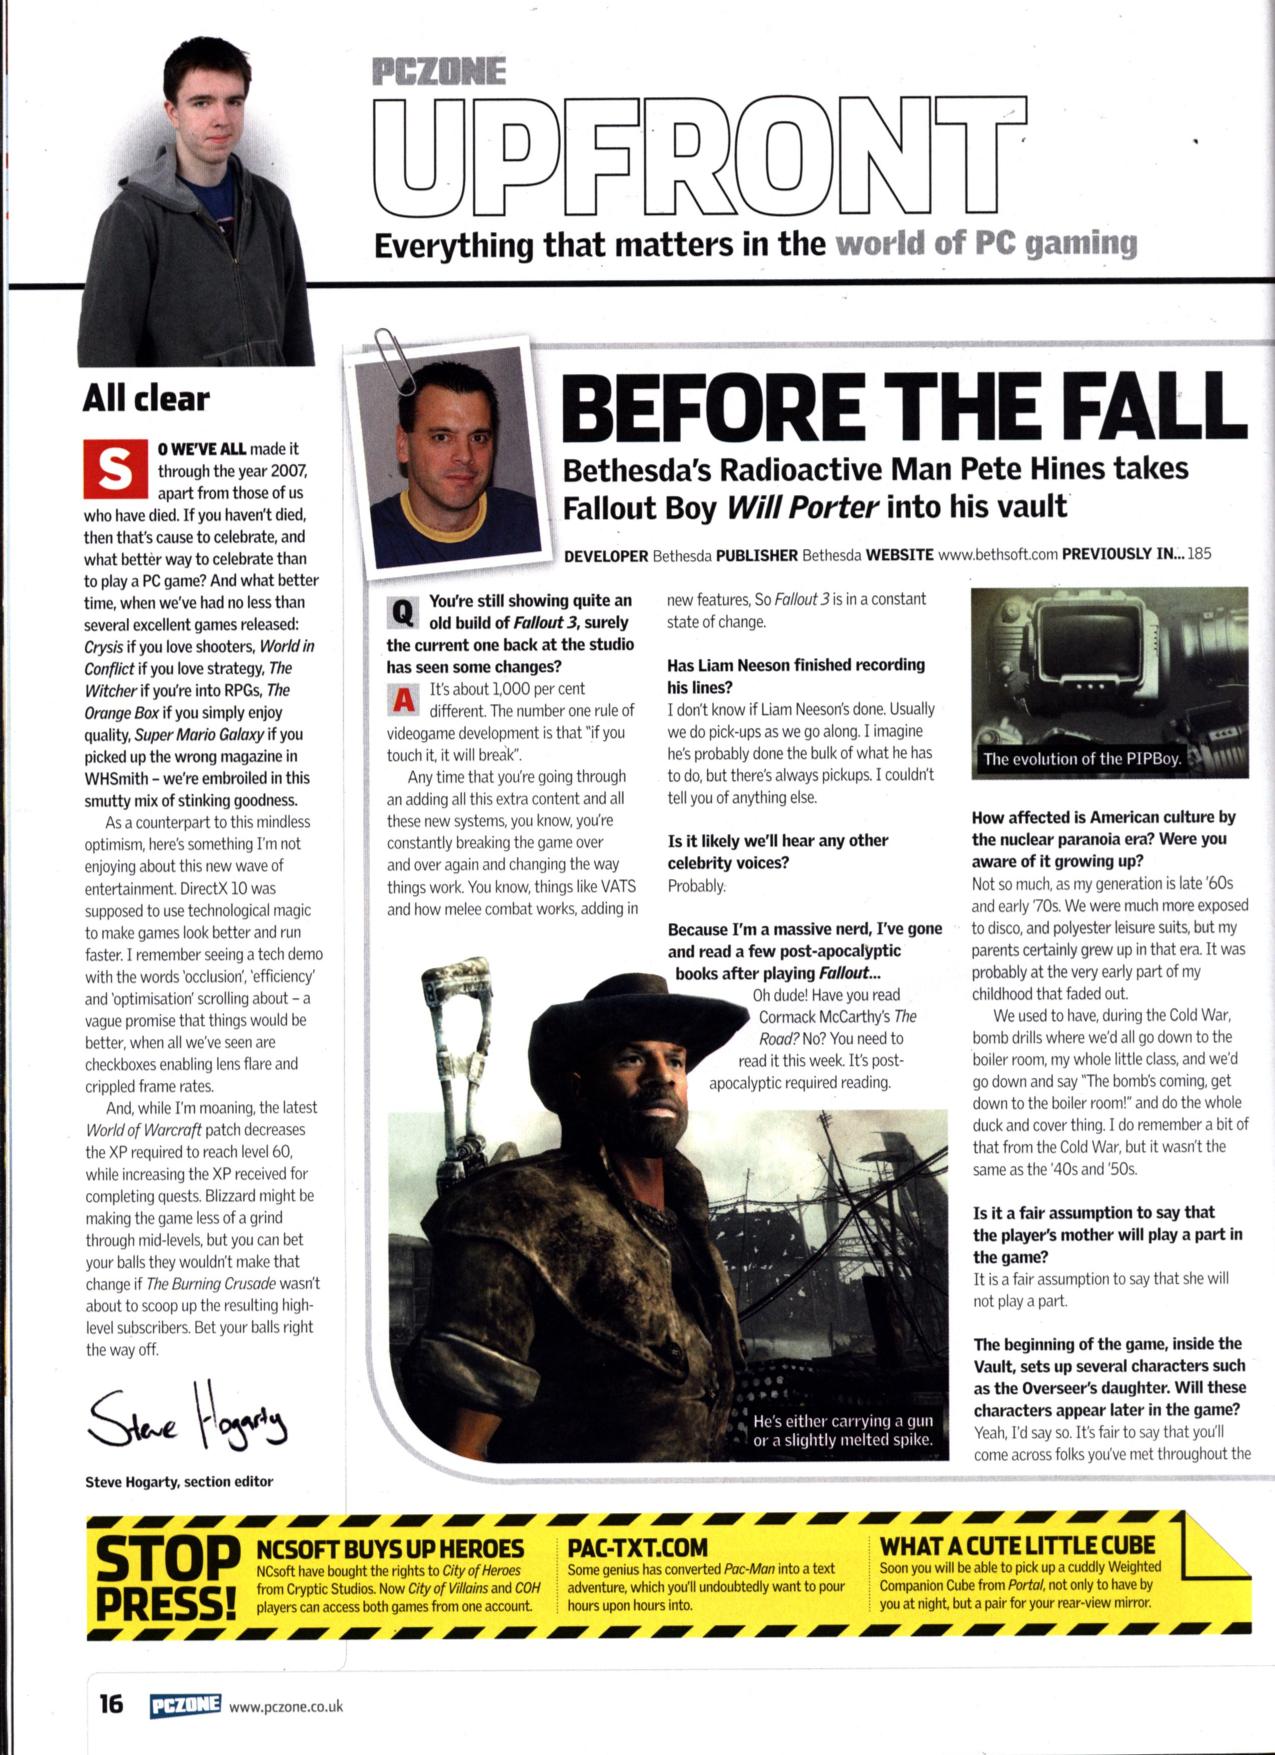 PCZONE
UPFRONT
Everything that matters in the world of PC gaming
All clear
SO WE'VE ALL made it
through the year 2007,
apart from those of us
who have died. If you haven't died,
then that's cause to celebrate, and
what better way to celebrate than
to play a PC game? And what better
time, when we've had no less than
several excellent games released:
Crysis if you love shooters, World in
Conflict if you love strategy, The
Witcher if you're into RPGs, The
Orange Box if you simply enjoy
quality, Super Mario Galaxy if you
picked up the wrong magazine in
WHSmith – we're embroiled in this
smutty mix of stinking goodness.
As a counterpart to this mindless
optimism, here's something I'm not
enjoying about this new wave of
entertainment. DirectX 10 was
supposed to use technological magic
to make games look better and run
faster. I remember seeing a tech demo
with the words 'occlusion', 'efficiency'
and 'optimisation' scrolling about – a
vague promise that things would be
better, when all we've seen are
checkboxes enabling lens flare and
crippled frame rates.
And, while I'm moaning, the latest
World of Warcraft patch decreases
the XP required to reach level 60,
while increasing the XP received for
completing quests. Blizzard might be
making the game less of a grind
through mid-levels, but you can bet
your balls they wouldn't make that
change if The Burning Crusade wasn't
about to scoop up the resulting high-
level subscribers. Bet your balls right
the way off.
Steve Hogarty
Steve Hogarty, section editor
BEFORE THE FALL
Bethesda's Radioactive Man Pete Hines takes
Fallout Boy Will Porter into his vault
DEVELOPER Bethesda PUBLISHER Bethesda WEBSITE www.bethsoft.com PREVIOUSLY IN... 185
Q You're still showing quite an
old build of Fallout 3, surely
the current one back at the studio
has seen some changes?
A It's about 1,000 per cent
different. The number one rule of
videogame development is that "if you
touch it, it will break".
Any time that you're going through
an adding all this extra content and all
these new systems, you know, you're
constantly breaking the game over
and over again and changing the way
things work. You know, things like VATS
and how melee combat works, adding in
new features, So Fallout 3 is in a constant
state of change.
Has Liam Neeson finished recording
his lines?
I don't know if Liam Neeson's done. Usually
we do pick-ups as we go along. I imagine
he's probably done the bulk of what he has
to do, but there's always pickups. I couldn't
tell you of anything else.
Is it likely we'll hear any other
celebrity voices?
Probably.
Because I'm a massive nerd, I've gone
and read a few post-apocalyptic
books after playing Fallout...
Oh dude! Have you read
Cormack McCarthy's The
Road? No? You need to
read it this week. It's post-
apocalyptic required reading.
He's either carrying a gun
or a slightly melted spike.
The evolution of the PIPBoy.
How affected is American culture by
the nuclear paranoia era? Were you
aware of it growing up?
Not so much, as my generation is late '60s
and early '70s. We were much more exposed
to disco, and polyester leisure suits, but my
parents certainly grew up in that era. It was
probably at the very early part of my
childhood that faded out.
We used to have, during the Cold War,
bomb drills where we'd all go down to the
boiler room, my whole little class, and we'd
go down and say "The bomb's coming, get
down to the boiler room!" and do the whole
duck and cover thing. I do remember a bit of
that from the Cold War, but it wasn't the
same as the '40s and '50s.
Is it a fair assumption to say that
the player's mother will play a part in
the game?
It is a fair assumption to say that she will
not play a part.
The beginning of the game, inside the
Vault, sets up several characters such
as the Overseer's daughter. Will these
characters appear later in the game?
Yeah, I'd say so. It's fair to say that you'll
come across folks you've met throughout the
STOP
PRESS!
NCSOFT BUYS UP HEROES
NCsoft have bought the rights to City of Heroes
from Cryptic Studios. Now City of Villains and COH
players can access both games from one account.
PAC-TXT.COM
Some genius has converted Pac-Man into a text
adventure, which you'll undoubtedly want to pour
hours upon hours into.
WHAT A CUTE LITTLE CUBE
Soon you will be able to pick up a cuddly Weighted
Companion Cube from Portal, not only to have by
you at night, but a pair for your rear-view mirror.
16 PCZONE www.pczone.co.uk